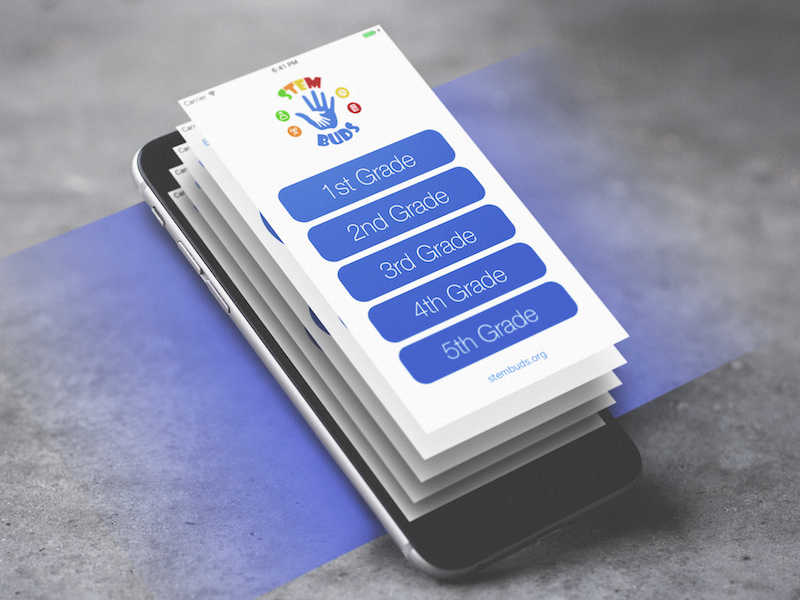 Carrier
6:41 PM
STEM
BUDS
1st Grade
2nd Grade
3rd Grade
4th Grade
5th Grade
stembuds.org